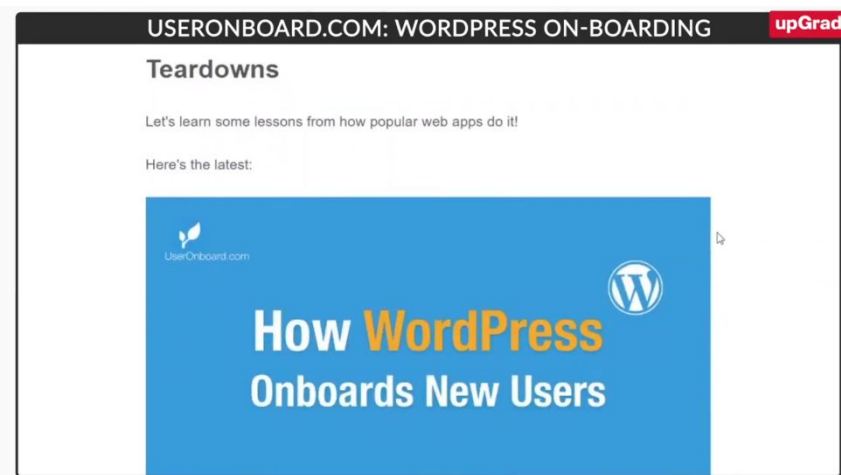 USERONBOARD.COM: WORDPRESS ON-BOARDING
upGrad
Teardowns
Let's learn some lessons from how popular web apps do it!
Here's the latest:
UserOnboard.com
How WordPress
Onboards New Users